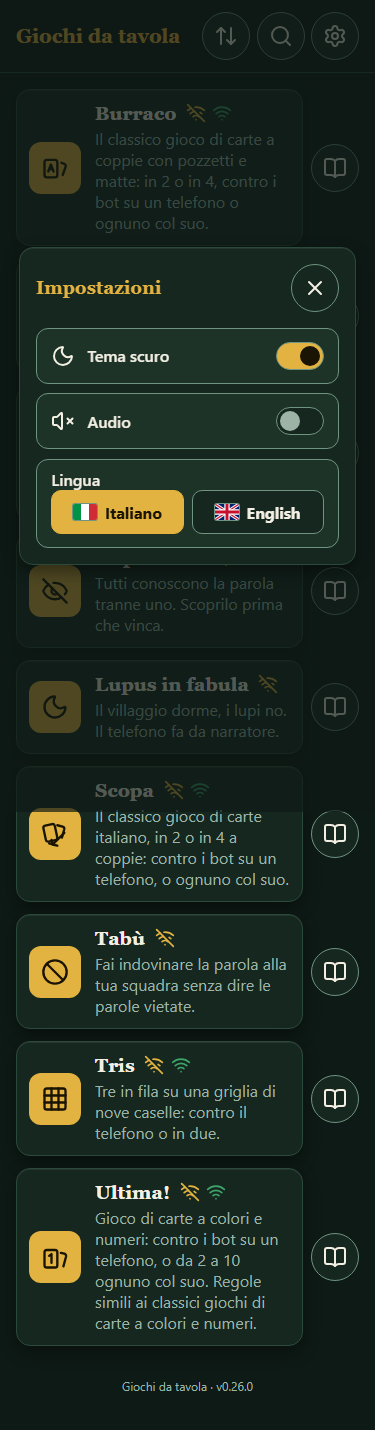 Giochi da tavola
Burraco
Il classico gioco di carte a
coppie con pozzetti e
matte: in 2 o in 4, contro i
bot su un telefono o
ognuno col suo.
Impostazioni
Tema scuro
Audio
Lingua
Italiano
English
Tutti conoscono la parola
tranne uno. Scoprilo prima
che vinca.
Lupus in fabula
Il villaggio dorme, i lupi no.
Il telefono fa da narratore.
Scopa
Il classico gioco di carte
italiano, in 2 o in 4 a
coppie: contro i bot su un
telefono, o ognuno col suo.
Tabù
Fai indovinare la parola alla
tua squadra senza dire le
parole vietate.
Tris
Tre in fila su una griglia di
nove caselle: contro il
telefono o in due.
Ultima!
Gioco di carte a colori e
numeri: contro i bot su un
telefono, o da 2 a 10
ognuno col suo. Regole
simili ai classici giochi di
carte a colori e numeri.
Giochi da tavola · v0.26.0